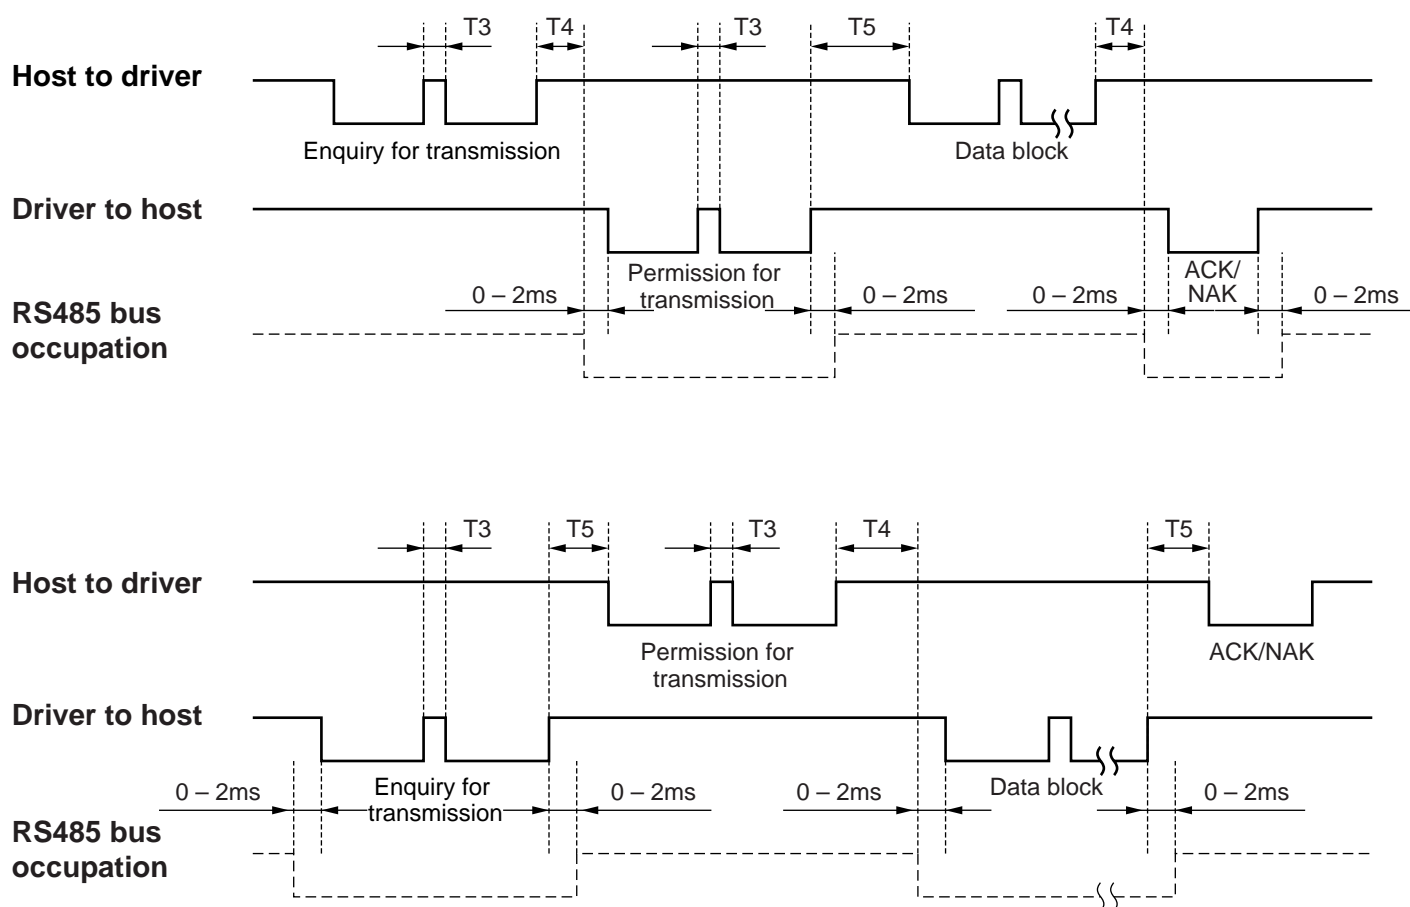 T3 T4 T3 T5 T4
Host to driver
Enquiry for transmission
Data block
Driver to host
Permission for
transmission
ACK/
NAK
0 – 2ms 0 – 2ms 0 – 2ms 0 – 2ms
RS485 bus
occupation
T3 T5 T3 T4 T5
Host to driver
Permission for
transmission
ACK/NAK
Driver to host
Enquiry for
transmission
Data block
0 – 2ms 0 – 2ms 0 – 2ms 0 – 2ms
RS485 bus
occupation